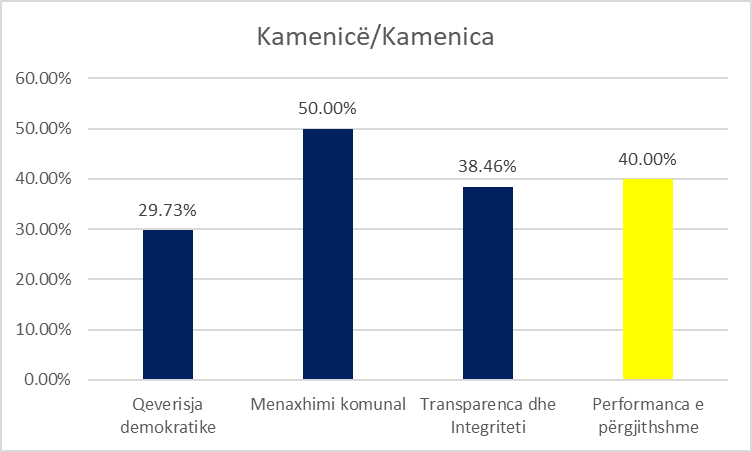 Kamenicë/Kamenica
60.00%
50.00%
40.00%
30.00%
20.00%
10.00%
0.00%
29.73%
50.00%
38.46%
40.00%
Qeverisja
demokratike
Menaxhimi komunal
Transparenca dhe
Integriteti
Performanca e
përgjithshme